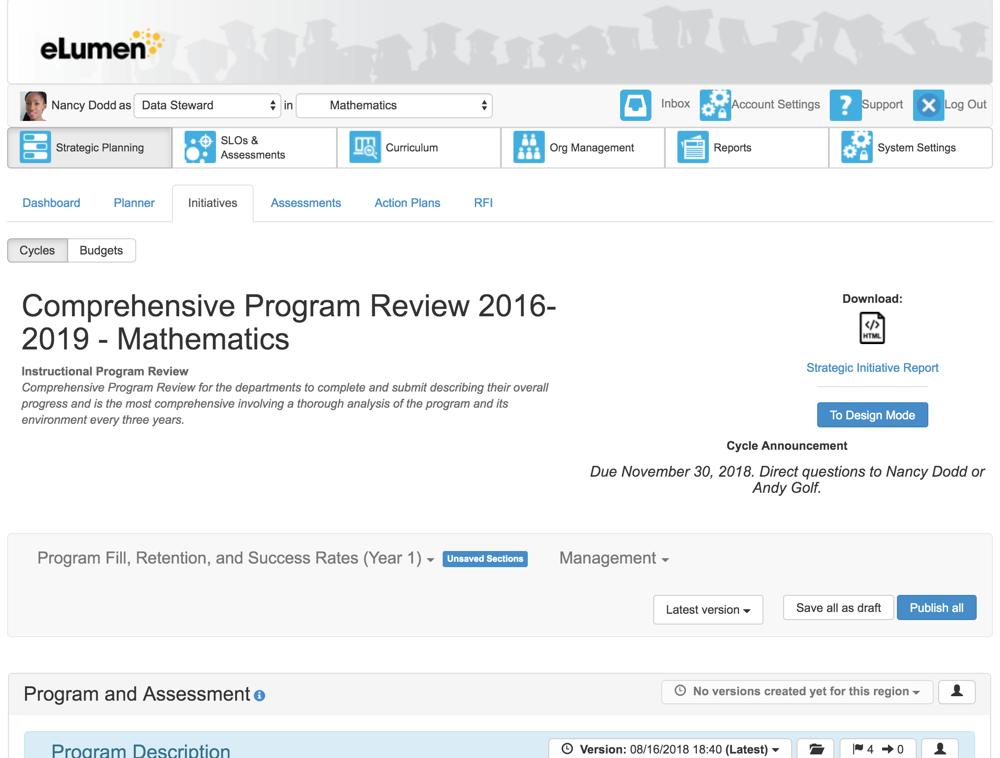 eLumen
Nancy Dodd as Data Steward in Mathematics Inbox Account Settings Support Log Out
Strategic Planning SLOs & Assessments Curriculum Org Management Reports System Settings
Dashboard Planner Initiatives Assessments Action Plans RFI
Cycles Budgets
Comprehensive Program Review 2016-
2019 - Mathematics
Instructional Program Review
Comprehensive Program Review for the departments to complete and submit describing their overall
progress and is the most comprehensive involving a thorough analysis of the program and its
environment every three years.
Download:
</> HTML
Strategic Initiative Report
To Design Mode
Cycle Announcement
Due November 30, 2018. Direct questions to Nancy Dodd or
Andy Golf.
Program Fill, Retention, and Success Rates (Year 1) Unsaved Sections Management
Latest version Save all as draft Publish all
Program and Assessment No versions created yet for this region
Program Description Version: 08/16/2018 18:40 (Latest) 4 0